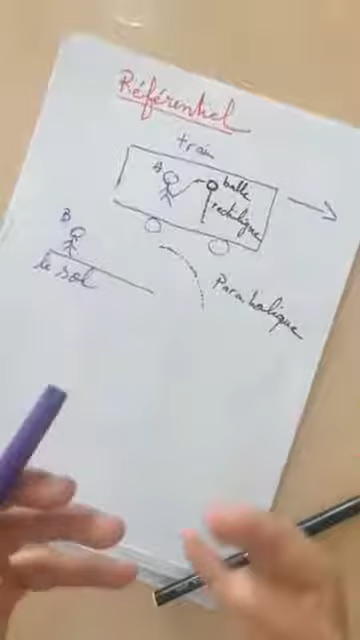 Référentiel
train
A
balle
rectiligne
B
le sol
Parabolique